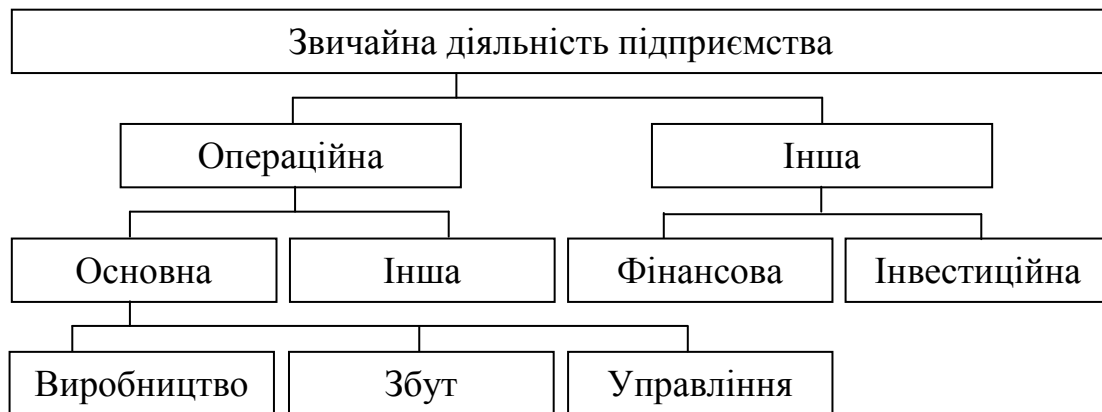 Звичайна діяльність підприємства
Операційна
Інша
Основна
Інша
Фінансова
Інвестиційна
Виробництво
Збут
Управління